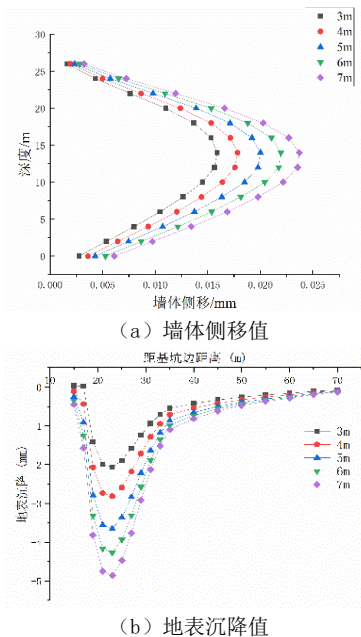 3m
4m
5m
6m
7m
30
25
20
15
10
5
0
深度/m
0.000 0.005 0.010 0.015 0.020 0.025
墙体侧移/mm
（a）墙体侧移值
距基坑边距离 (m)
10 20 30 40 50 60 70
0
-1
-2
-3
-4
-5
地表沉降 (mm)
3m
4m
5m
6m
7m
（b）地表沉降值